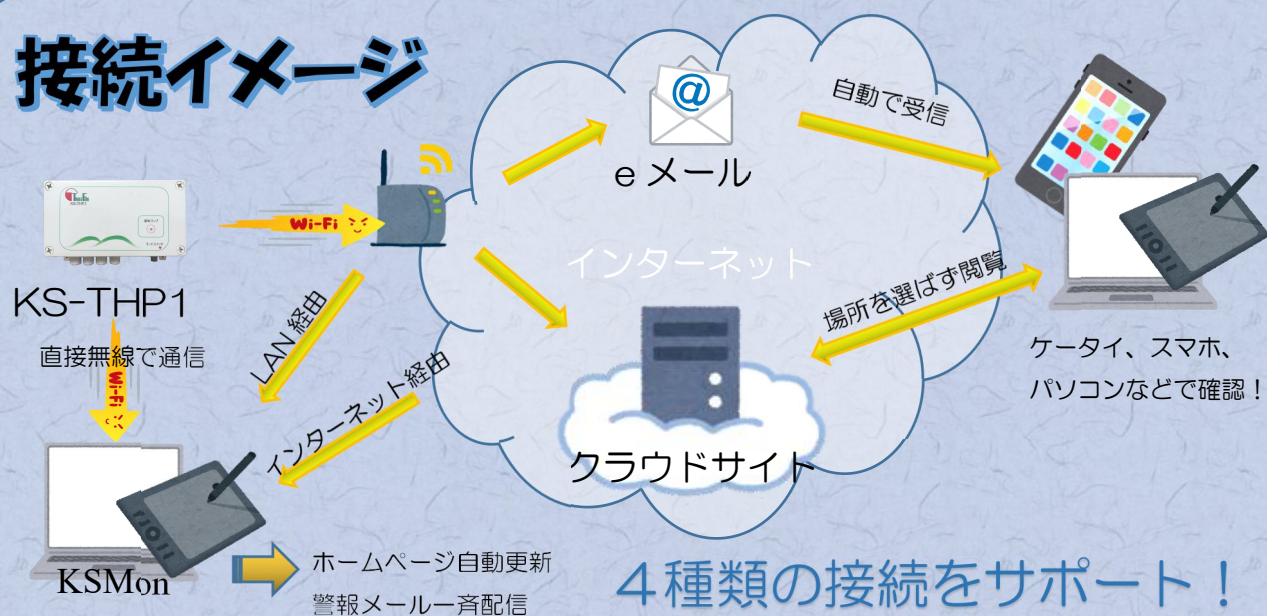 接続イメージ
@
eメール
自動で受信
Wi-Fi
インターネット
KS-THP1
直接無線で通信
Wi-Fi
LAN経由
インターネット経由
場所を選ばず閲覧
クラウドサイト
ケータイ、スマホ、
パソコンなどで確認！
KSMon
ホームページ自動更新
警報メール一斉配信
４種類の接続をサポート！